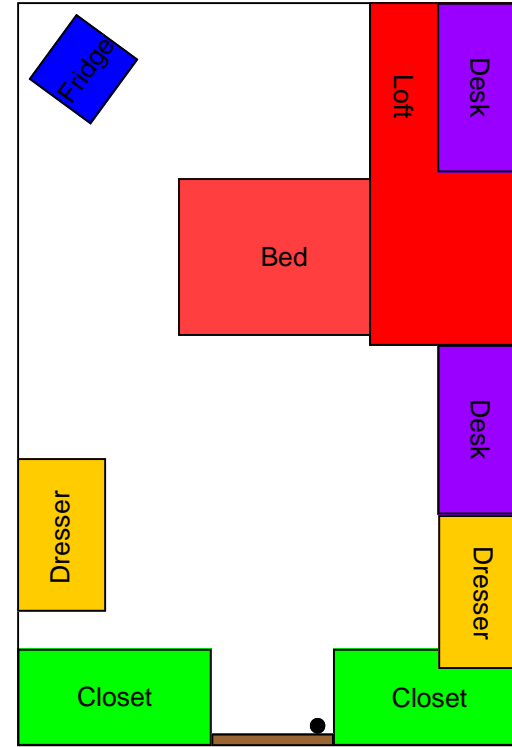 Fridge
Loft
Desk
Bed
Desk
Dresser
Dresser
Closet
Closet